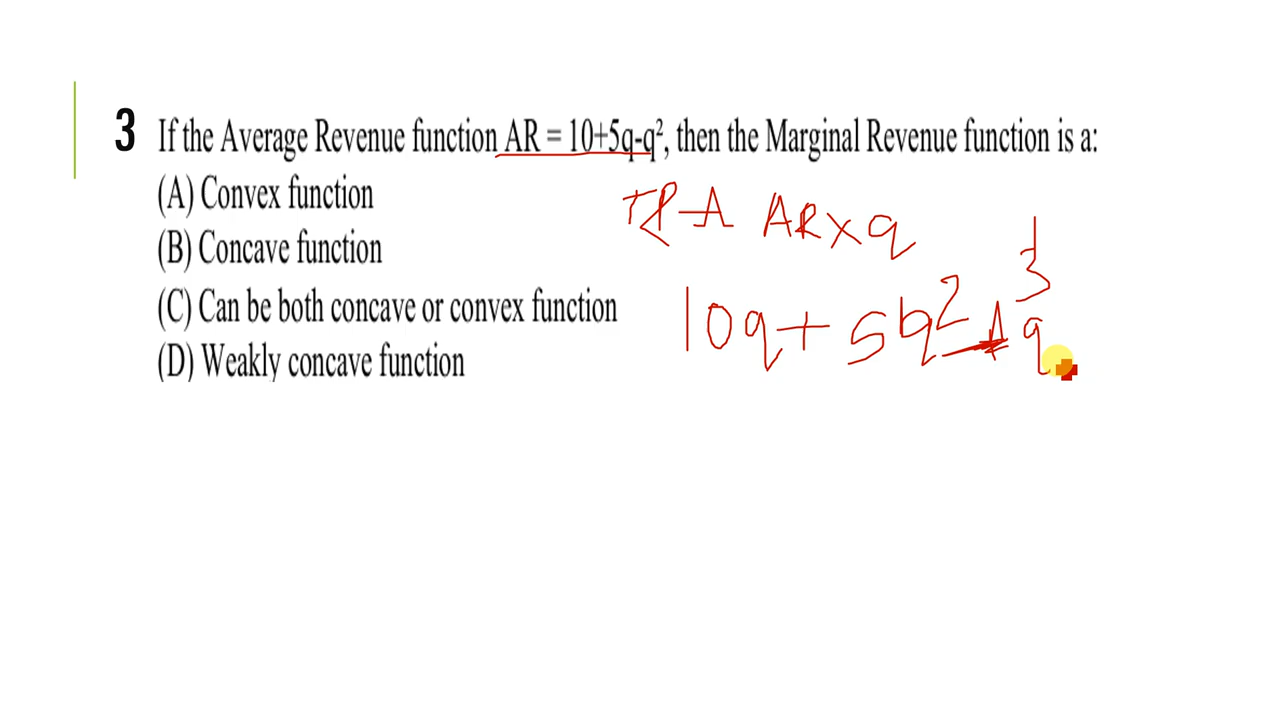 3 If the Average Revenue function AR = 10+5q-q², then the Marginal Revenue function is a:
(A) Convex function
(B) Concave function
AR x q
(C) Can be both concave or convex function
10q + 5q² - q³
(D) Weakly concave function